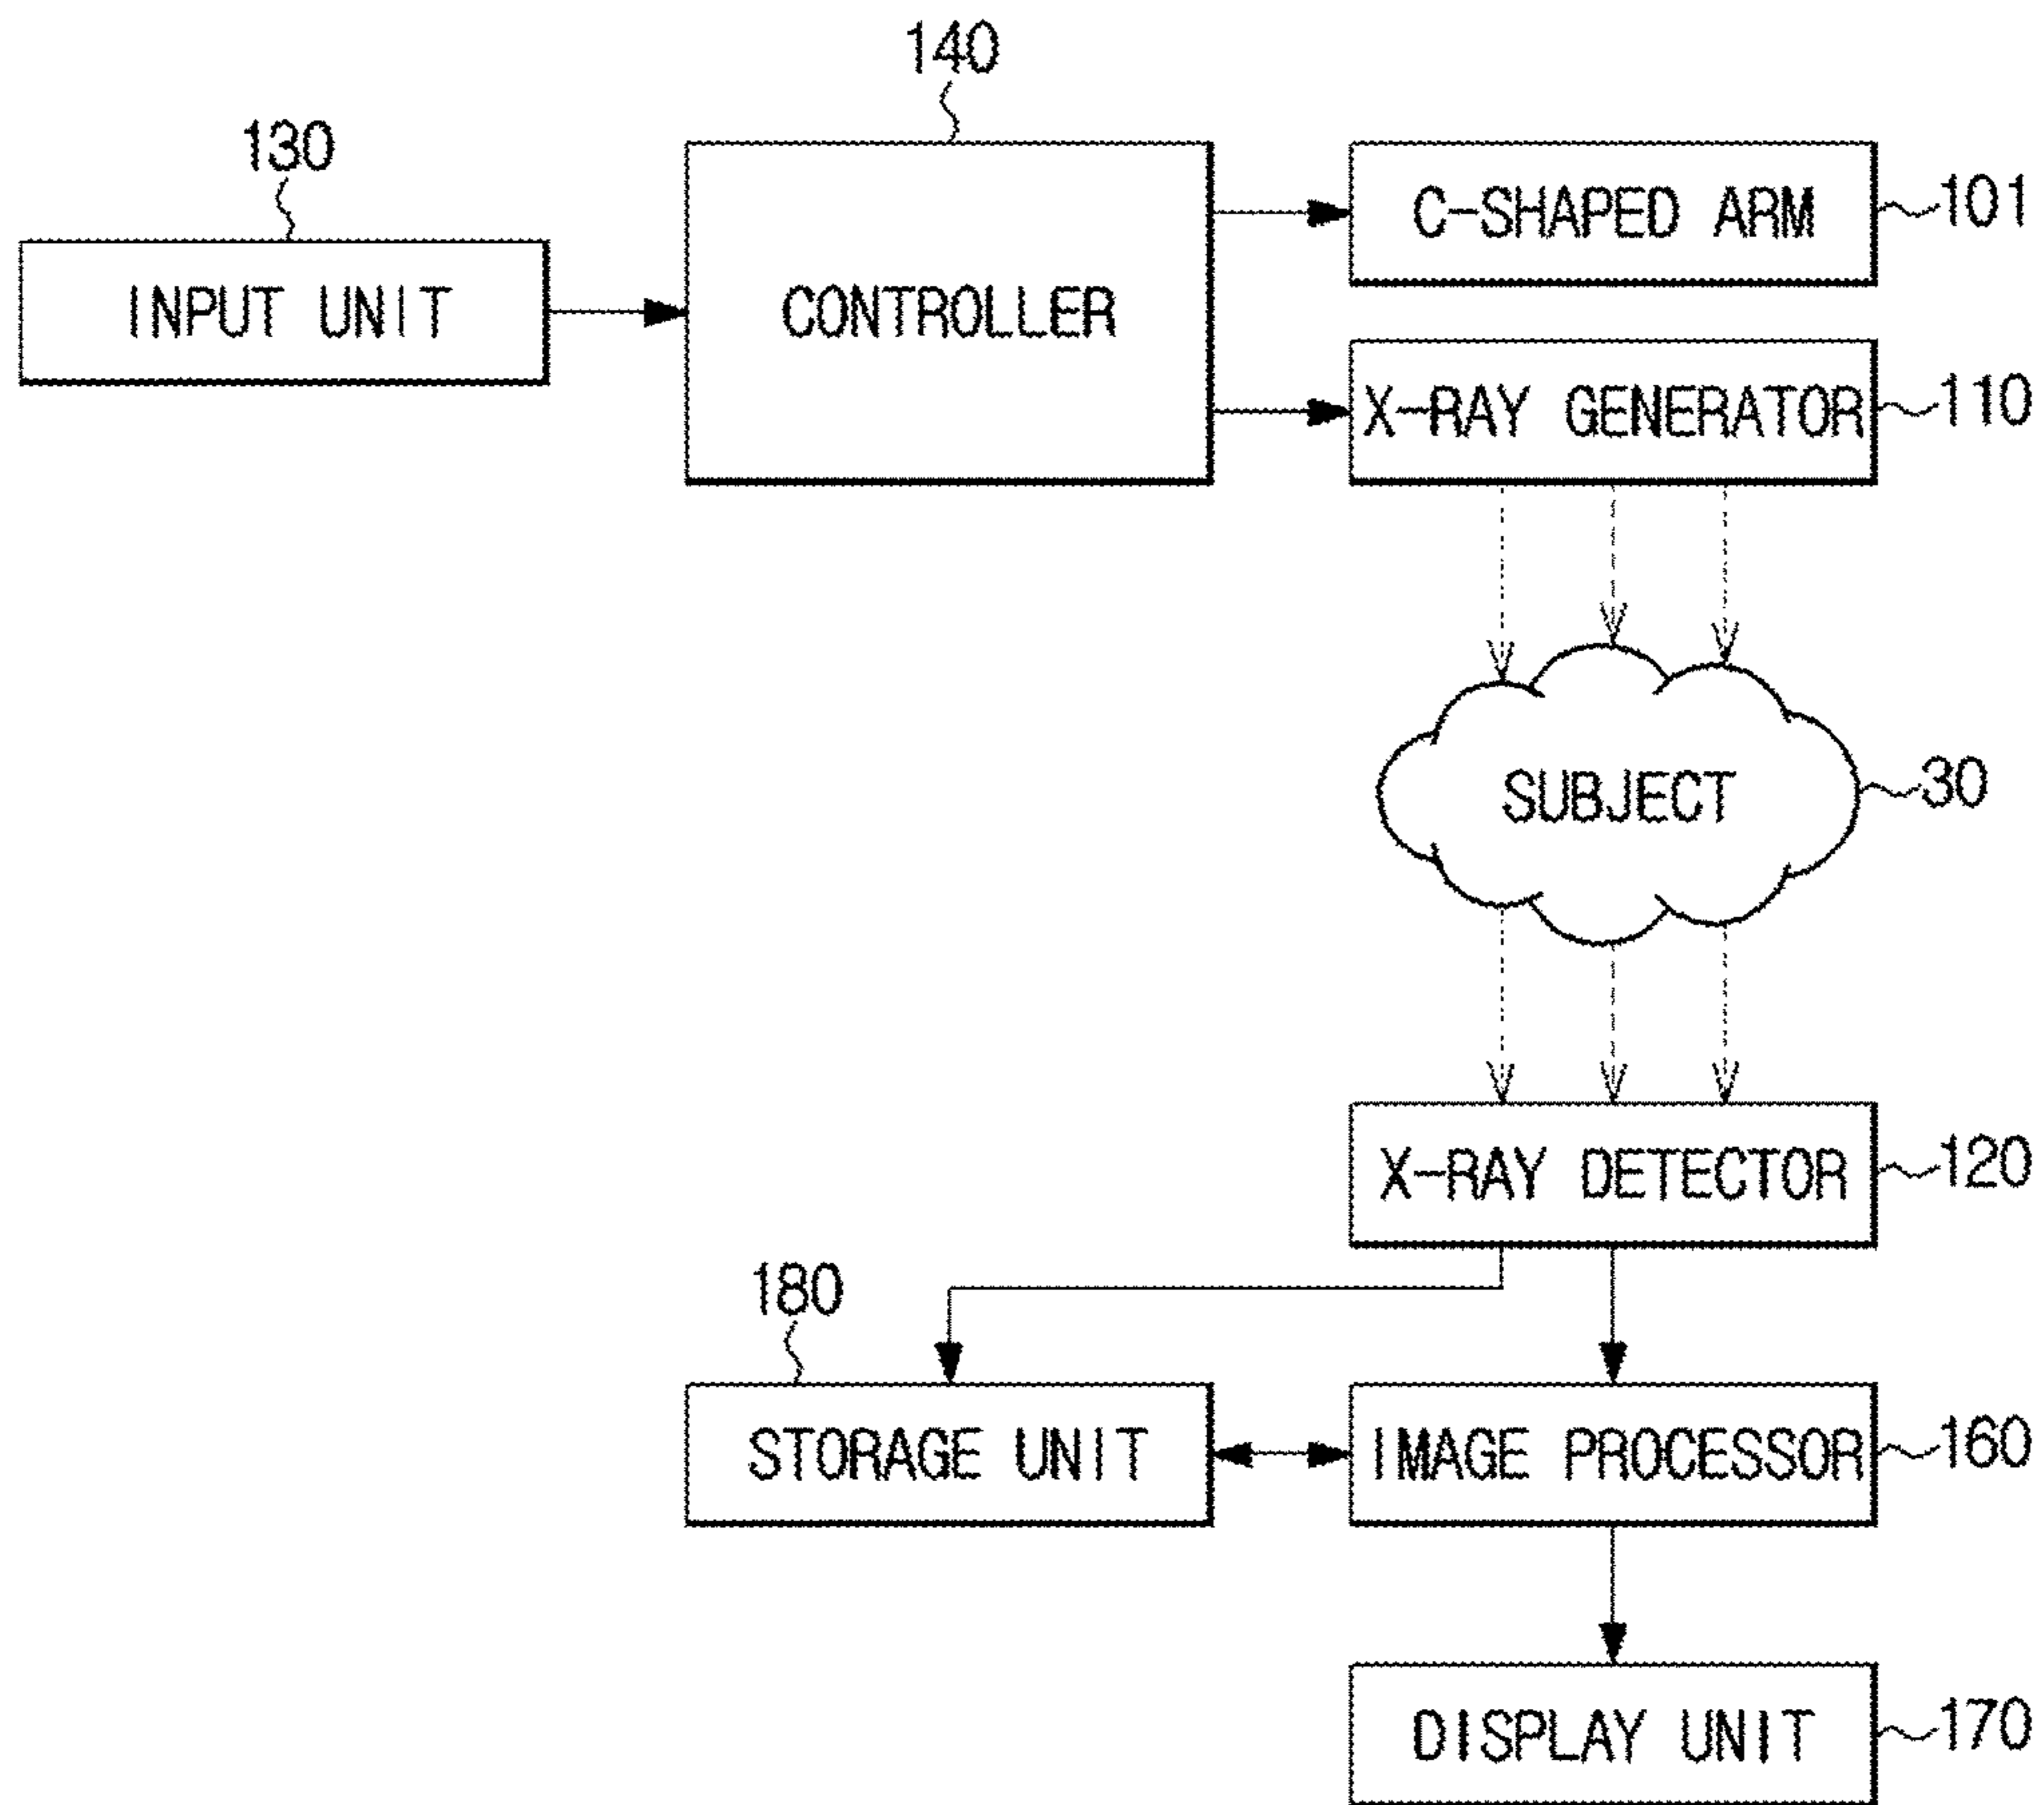 140
130
C-SHAPED ARM
101
INPUT UNIT
CONTROLLER
X-RAY GENERATOR
110
SUBJECT
30
X-RAY DETECTOR
120
180
STORAGE UNIT
IMAGE PROCESSOR
160
DISPLAY UNIT
170